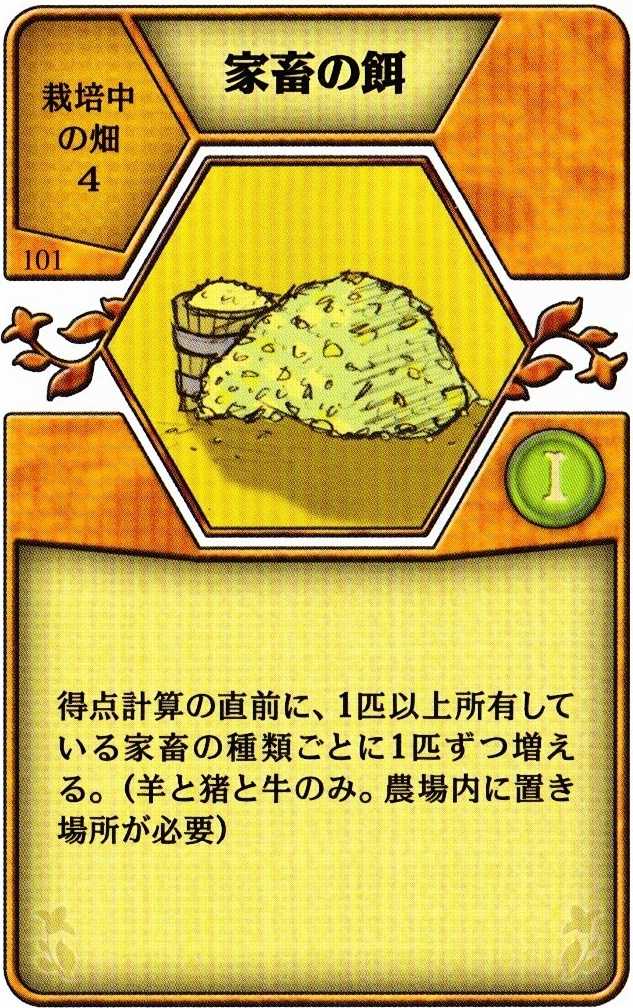 家畜の餌
栽培中
の畑
4
101
I
得点計算の直前に、1匹以上所有して
いる家畜の種類ごとに1匹ずつ増え
る。（羊と猪と牛のみ。農場内に置き
場所が必要）